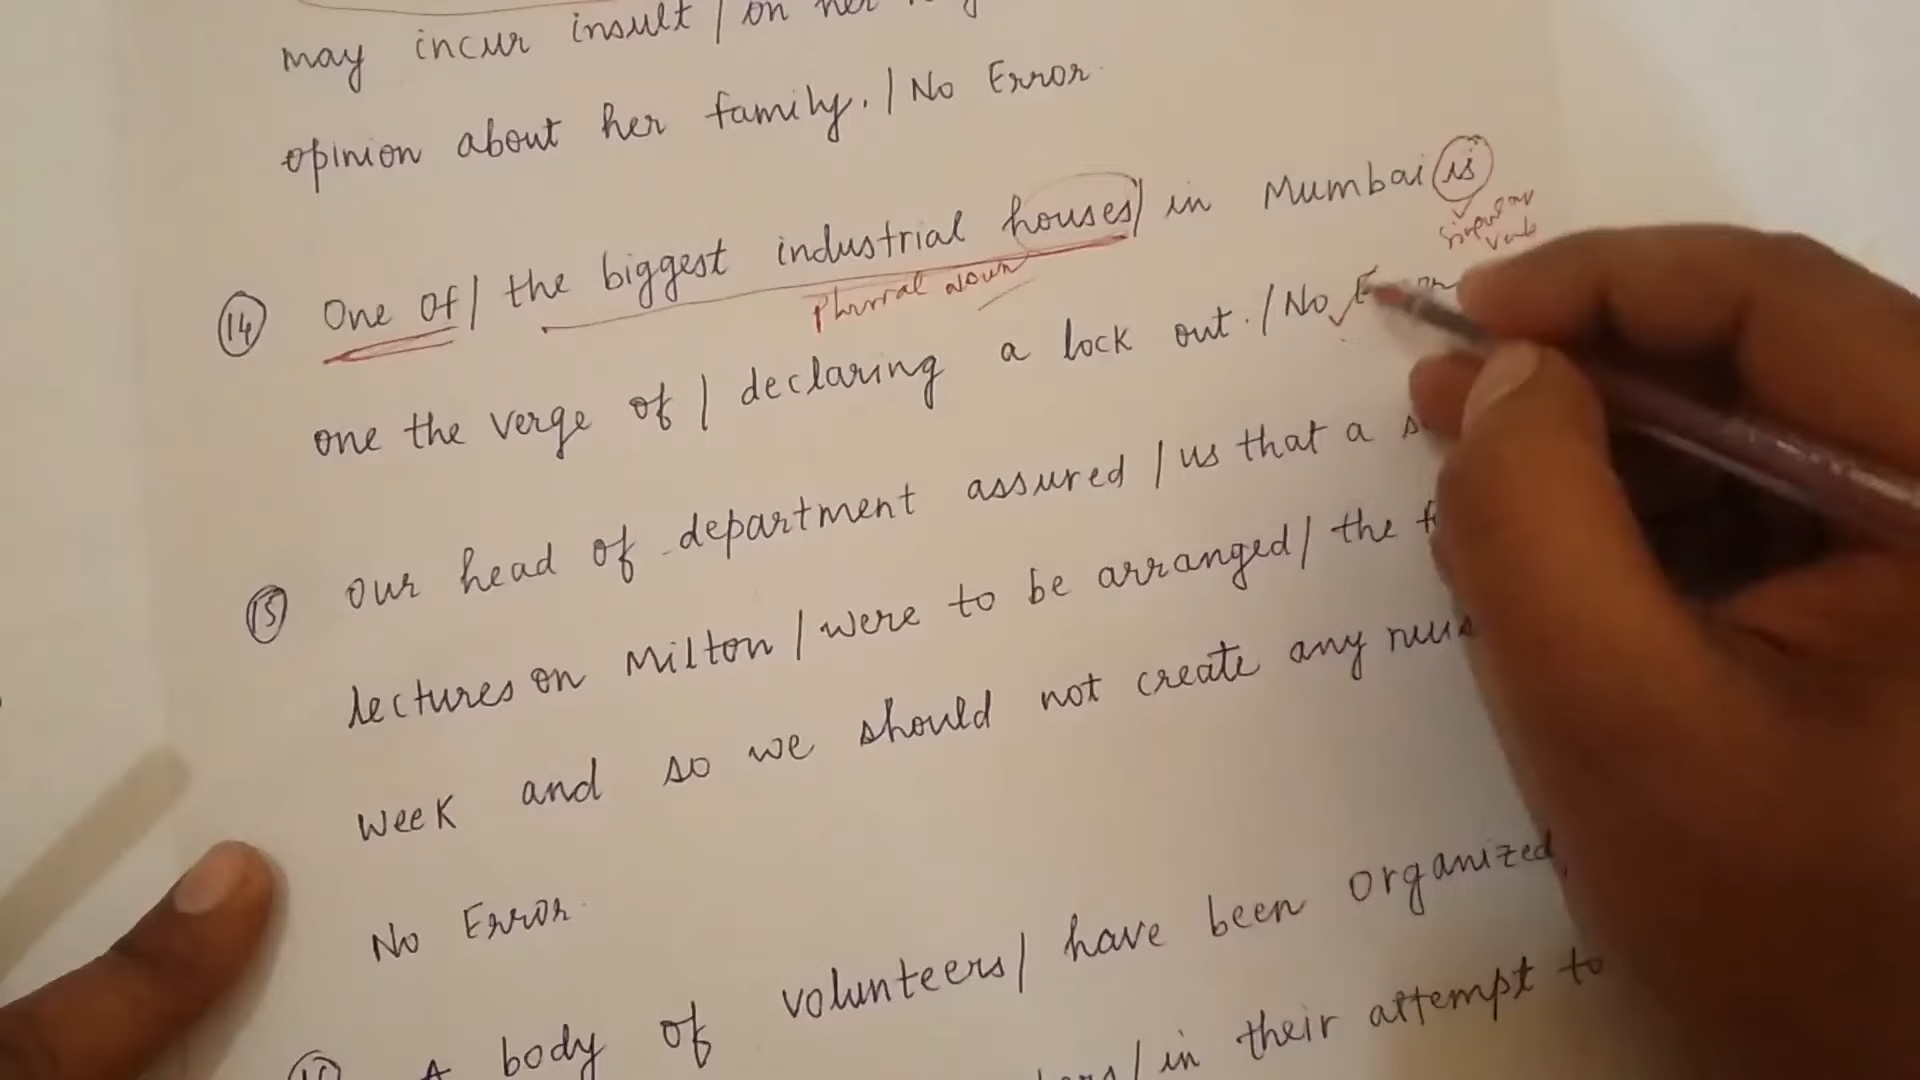 may incur insult / on her
opinion about her family. / No Error.
(14) One of / the biggest industrial houses / in Mumbai is
singular verb
Plural Noun
one the verge of / declaring a lock out. / No Error
(15) our head of department assured / us that a
lectures on Milton / were to be arranged / the
week and so we should not create any
No Error.
A body of volunteers / have been organized
/ in their attempt to